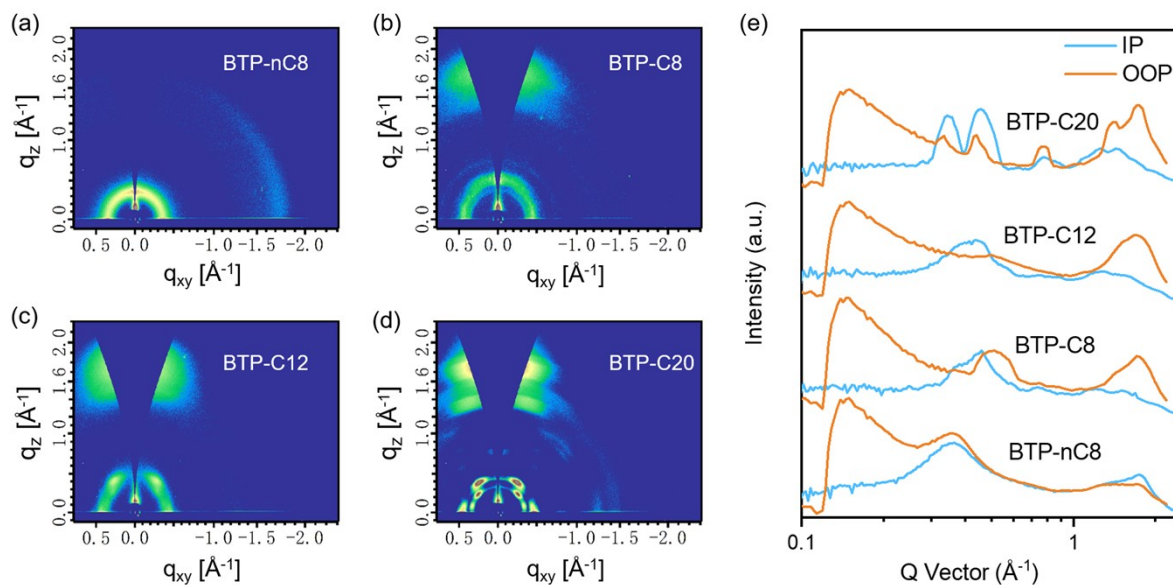 (a)
BTP-nC8
q_z [Å⁻¹]
2.0
1.6
1.0
0.5
0.0
0.5 0.0 -1.0 -1.6 -2.0
q_xy [Å⁻¹]
(b)
BTP-C8
q_z [Å⁻¹]
2.0
1.6
1.0
0.5
0.0
0.5 0.0 -1.0 -1.6 -2.0
q_xy [Å⁻¹]
(c)
BTP-C12
q_z [Å⁻¹]
2.0
1.6
1.0
0.5
0.0
0.5 0.0 -1.0 -1.6 -2.0
q_xy [Å⁻¹]
(d)
BTP-C20
q_z [Å⁻¹]
2.0
1.6
1.0
0.5
0.0
0.5 0.0 -1.0 -1.6 -2.0
q_xy [Å⁻¹]
(e)
IP
OOP
BTP-C20
BTP-C12
BTP-C8
BTP-nC8
Intensity (a.u.)
0.1 1
Q Vector (Å⁻¹)